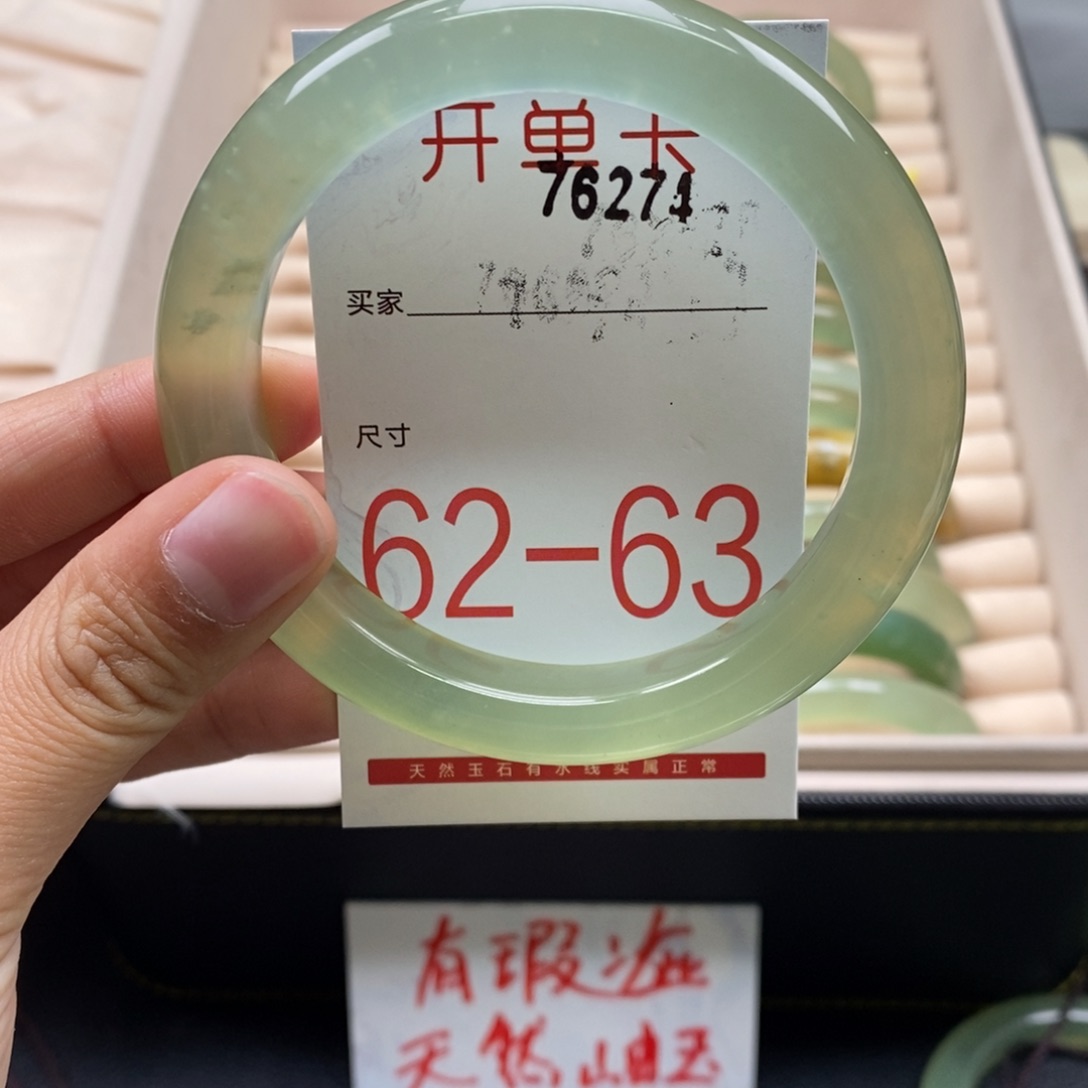 开单卡
76274
买家
尺寸
62-63
天然玉石有水线实属正常
有瑕疵
天然岫玉